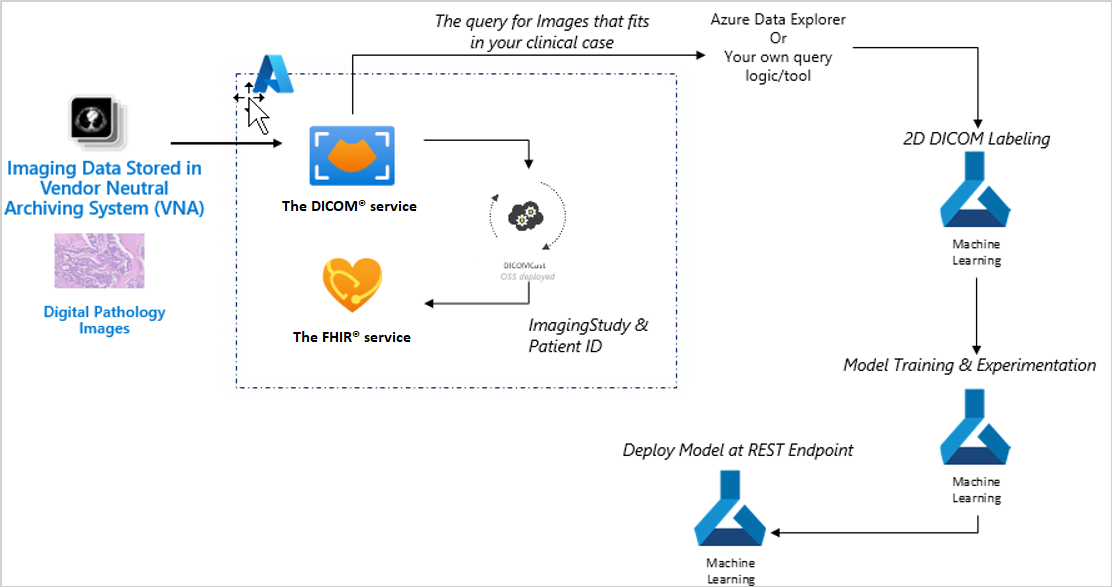 The query for Images that fits
in your clinical case
Azure Data Explorer
Or
Your own query
logic/tool
Imaging Data Stored in
Vendor Neutral
Archiving System (VNA)
Digital Pathology
Images
The DICOM® service
DICOMCast
OSS deployed
The FHIR® service
ImagingStudy &
Patient ID
2D DICOM Labeling
Machine
Learning
Model Training & Experimentation
Machine
Learning
Deploy Model at REST Endpoint
Machine
Learning